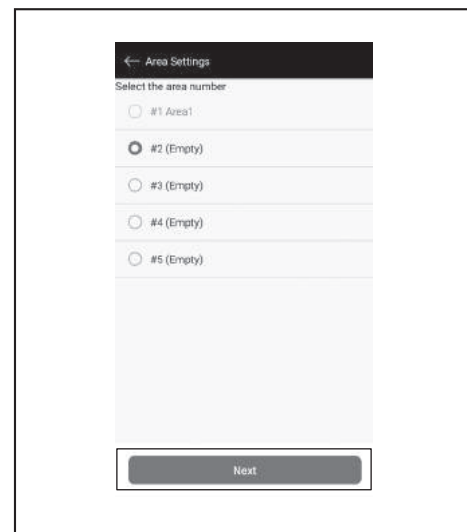 ← Area Settings
Select the area number
#1 Area1
#2 (Empty)
#3 (Empty)
#4 (Empty)
#5 (Empty)
Next